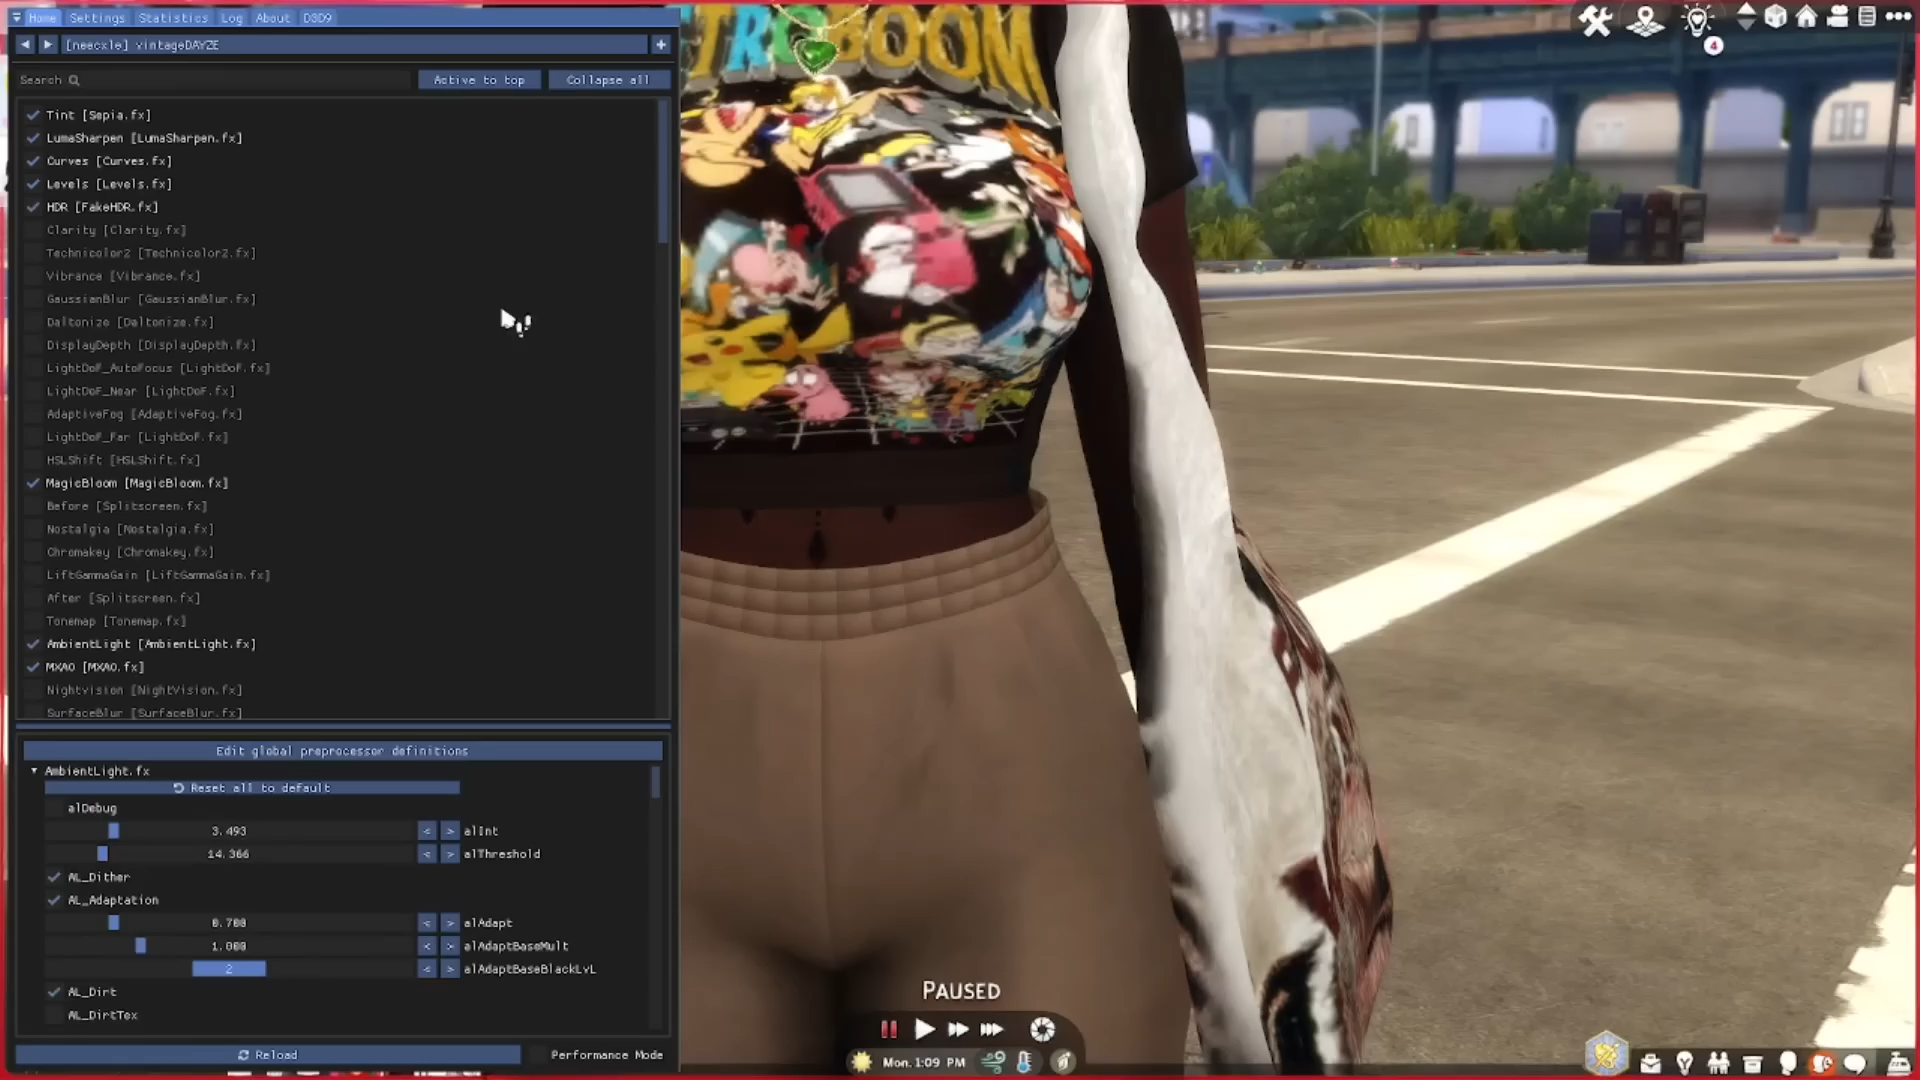 Home Settings Statistics Log About D3D9
[neecxle] vintageDAYZE +
Search Active to top Collapse all
Tint [Sepia.fx]
LumaSharpen [LumaSharpen.fx]
Curves [Curves.fx]
Levels [Levels.fx]
HDR [FakeHDR.fx]
Clarity [Clarity.fx]
Technicolor2 [Technicolor2.fx]
Vibrance [Vibrance.fx]
GaussianBlur [GaussianBlur.fx]
Daltonize [Daltonize.fx]
DisplayDepth [DisplayDepth.fx]
LightDoF_AutoFocus [LightDoF.fx]
LightDoF_Near [LightDoF.fx]
AdaptiveFog [AdaptiveFog.fx]
LightDoF_Far [LightDoF.fx]
HSLShift [HSLShift.fx]
MagicBloom [MagicBloom.fx]
Before [Splitscreen.fx]
Nostalgia [Nostalgia.fx]
Chromakey [Chromakey.fx]
LiftGammaGain [LiftGammaGain.fx]
After [Splitscreen.fx]
Tonemap [Tonemap.fx]
AmbientLight [AmbientLight.fx]
MXAO [MXAO.fx]
Nightvision [NightVision.fx]
SurfaceBlur [SurfaceBlur.fx]
Edit global preprocessor definitions
AmbientLight.fx
Reset all to default
alDebug
3.493 < > alInt
14.366 < > alThreshold
AL_Dither
AL_Adaptation
0.700 < > alAdapt
1.000 < > alAdaptBaseMult
2 < > alAdaptBaseBlackLvL
AL_Dirt
AL_DirtTex
Reload Performance Mode
BOOM
4
PAUSED
Mon. 1:09 PM